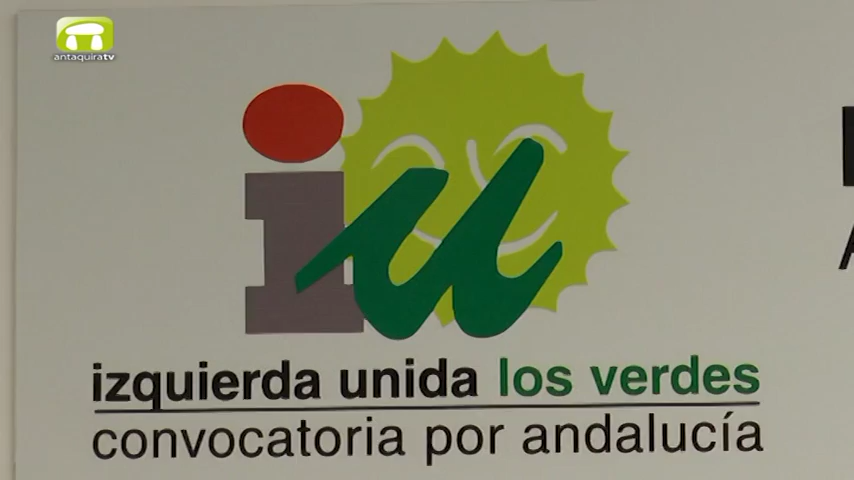 antaquiratv
iu
izquierda unida los verdes
convocatoria por andalucía